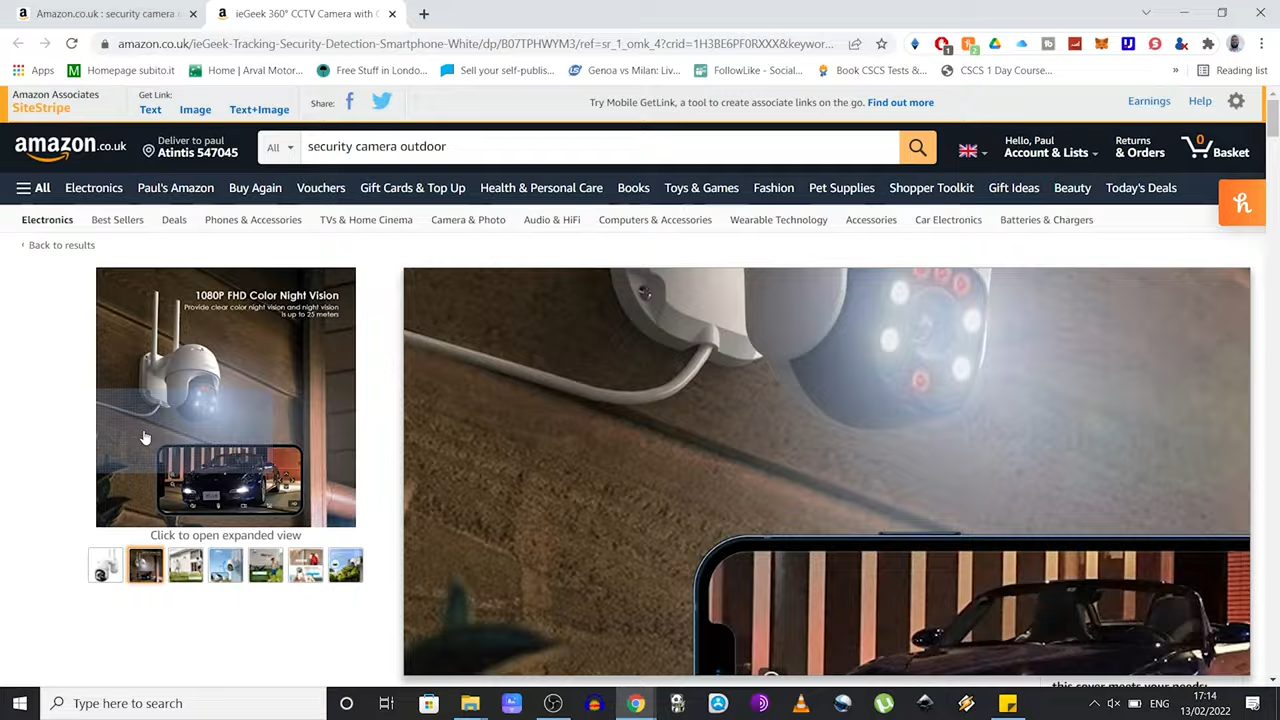 Amazon.co.uk : security camera
ieGeek 360° CCTV Camera with
amazon.co.uk/ieGeek-Tracking-Security-Detection-Smartphone-White/dp/B07TPHWYM3/ref=sr_1_omk_4?crid=1H3BE6PF0RXXX&keywor...
Apps
Homepage subito.it
Home | Arval Motor...
Free Stuff in Londo...
Sell your self-publis...
Genoa vs Milan: Liv...
FollowLike - Social...
Book CSCS Tests &...
CSCS 1 Day Course...
»
Reading list
Amazon Associates
SiteStripe
Get Link:
Text
Image
Text+Image
Share:
Try Mobile GetLink, a tool to create associate links on the go. Find out more
Earnings
Help
amazon.co.uk
Deliver to paul
Atintis 547045
All
security camera outdoor
Hello, Paul
Account & Lists
Returns
& Orders
0
Basket
All
Electronics
Paul's Amazon
Buy Again
Vouchers
Gift Cards & Top Up
Health & Personal Care
Books
Toys & Games
Fashion
Pet Supplies
Shopper Toolkit
Gift Ideas
Beauty
Today's Deals
Electronics
Best Sellers
Deals
Phones & Accessories
TVs & Home Cinema
Camera & Photo
Audio & HiFi
Computers & Accessories
Wearable Technology
Accessories
Car Electronics
Batteries & Chargers
‹ Back to results
1080P FHD Color Night Vision
Provide clear color night vision and night vision
is up to 25 meters
Click to open expanded view
this cover meets your needs:
Type here to search
ENG
17:14
13/02/2022